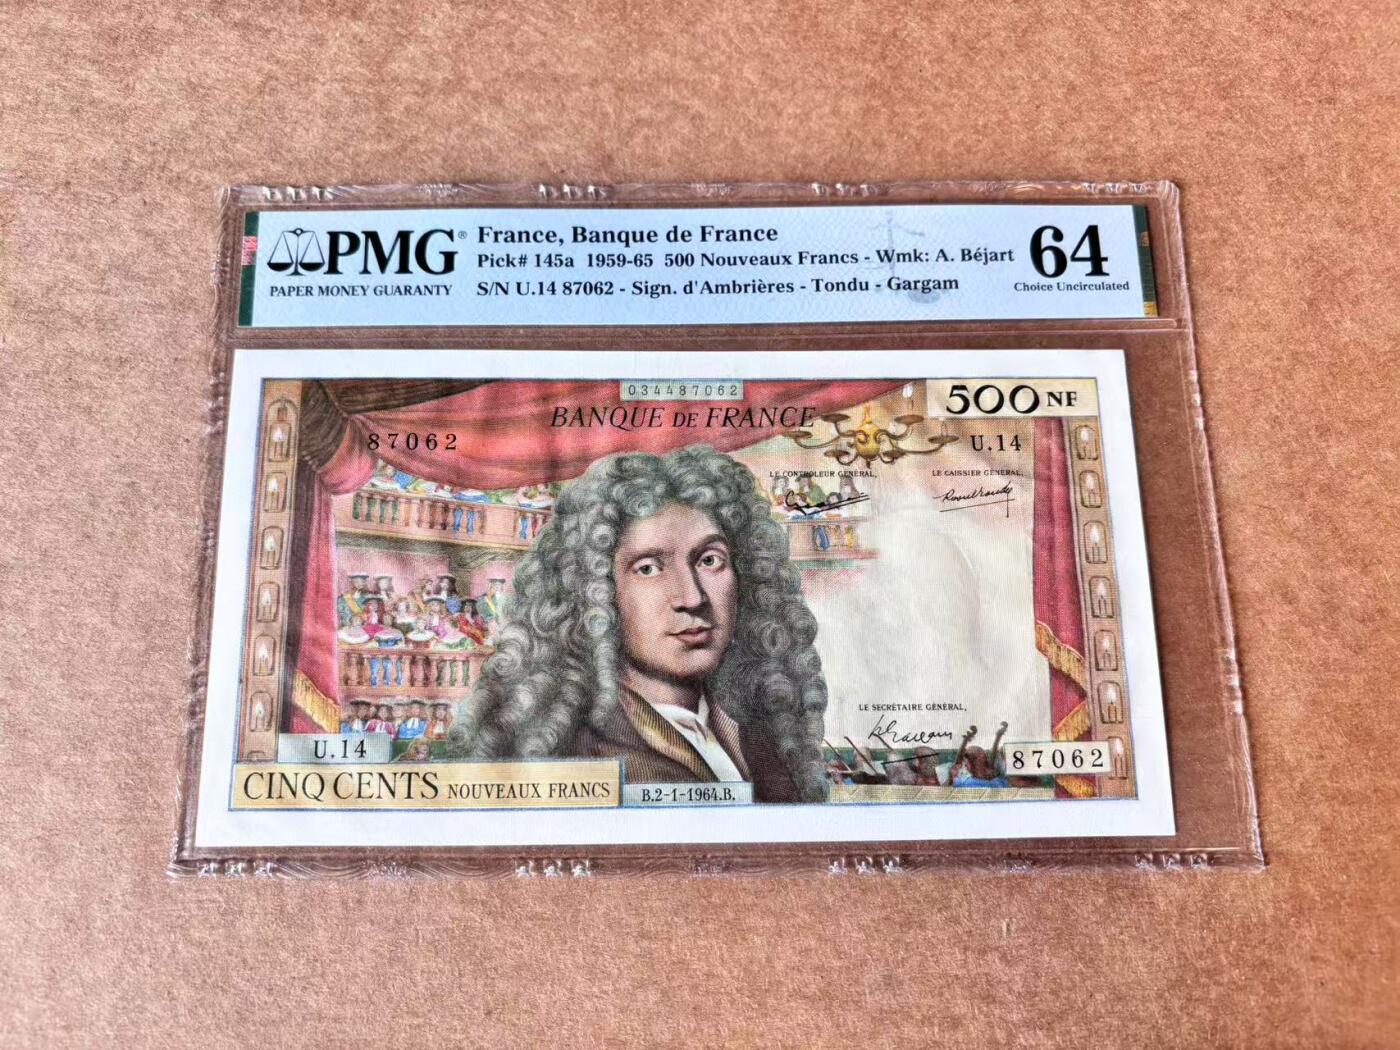 PMG®
PAPER MONEY GUARANTY
France, Banque de France
Pick# 145a 1959-65 500 Nouveaux Francs - Wmk: A. Béjart
S/N U.14 87062 - Sign. d'Ambrières - Tondu - Gargam
64
Choice Uncirculated
034487062
500 NF
BANQUE DE FRANCE
87062
U.14
LE CONTROLEUR GÉNÉRAL,
LE CAISSIER GÉNÉRAL,
LE SECRÉTAIRE GÉNÉRAL,
U.14
87062
CINQ CENTS NOUVEAUX FRANCS
B.2-1-1964.B.